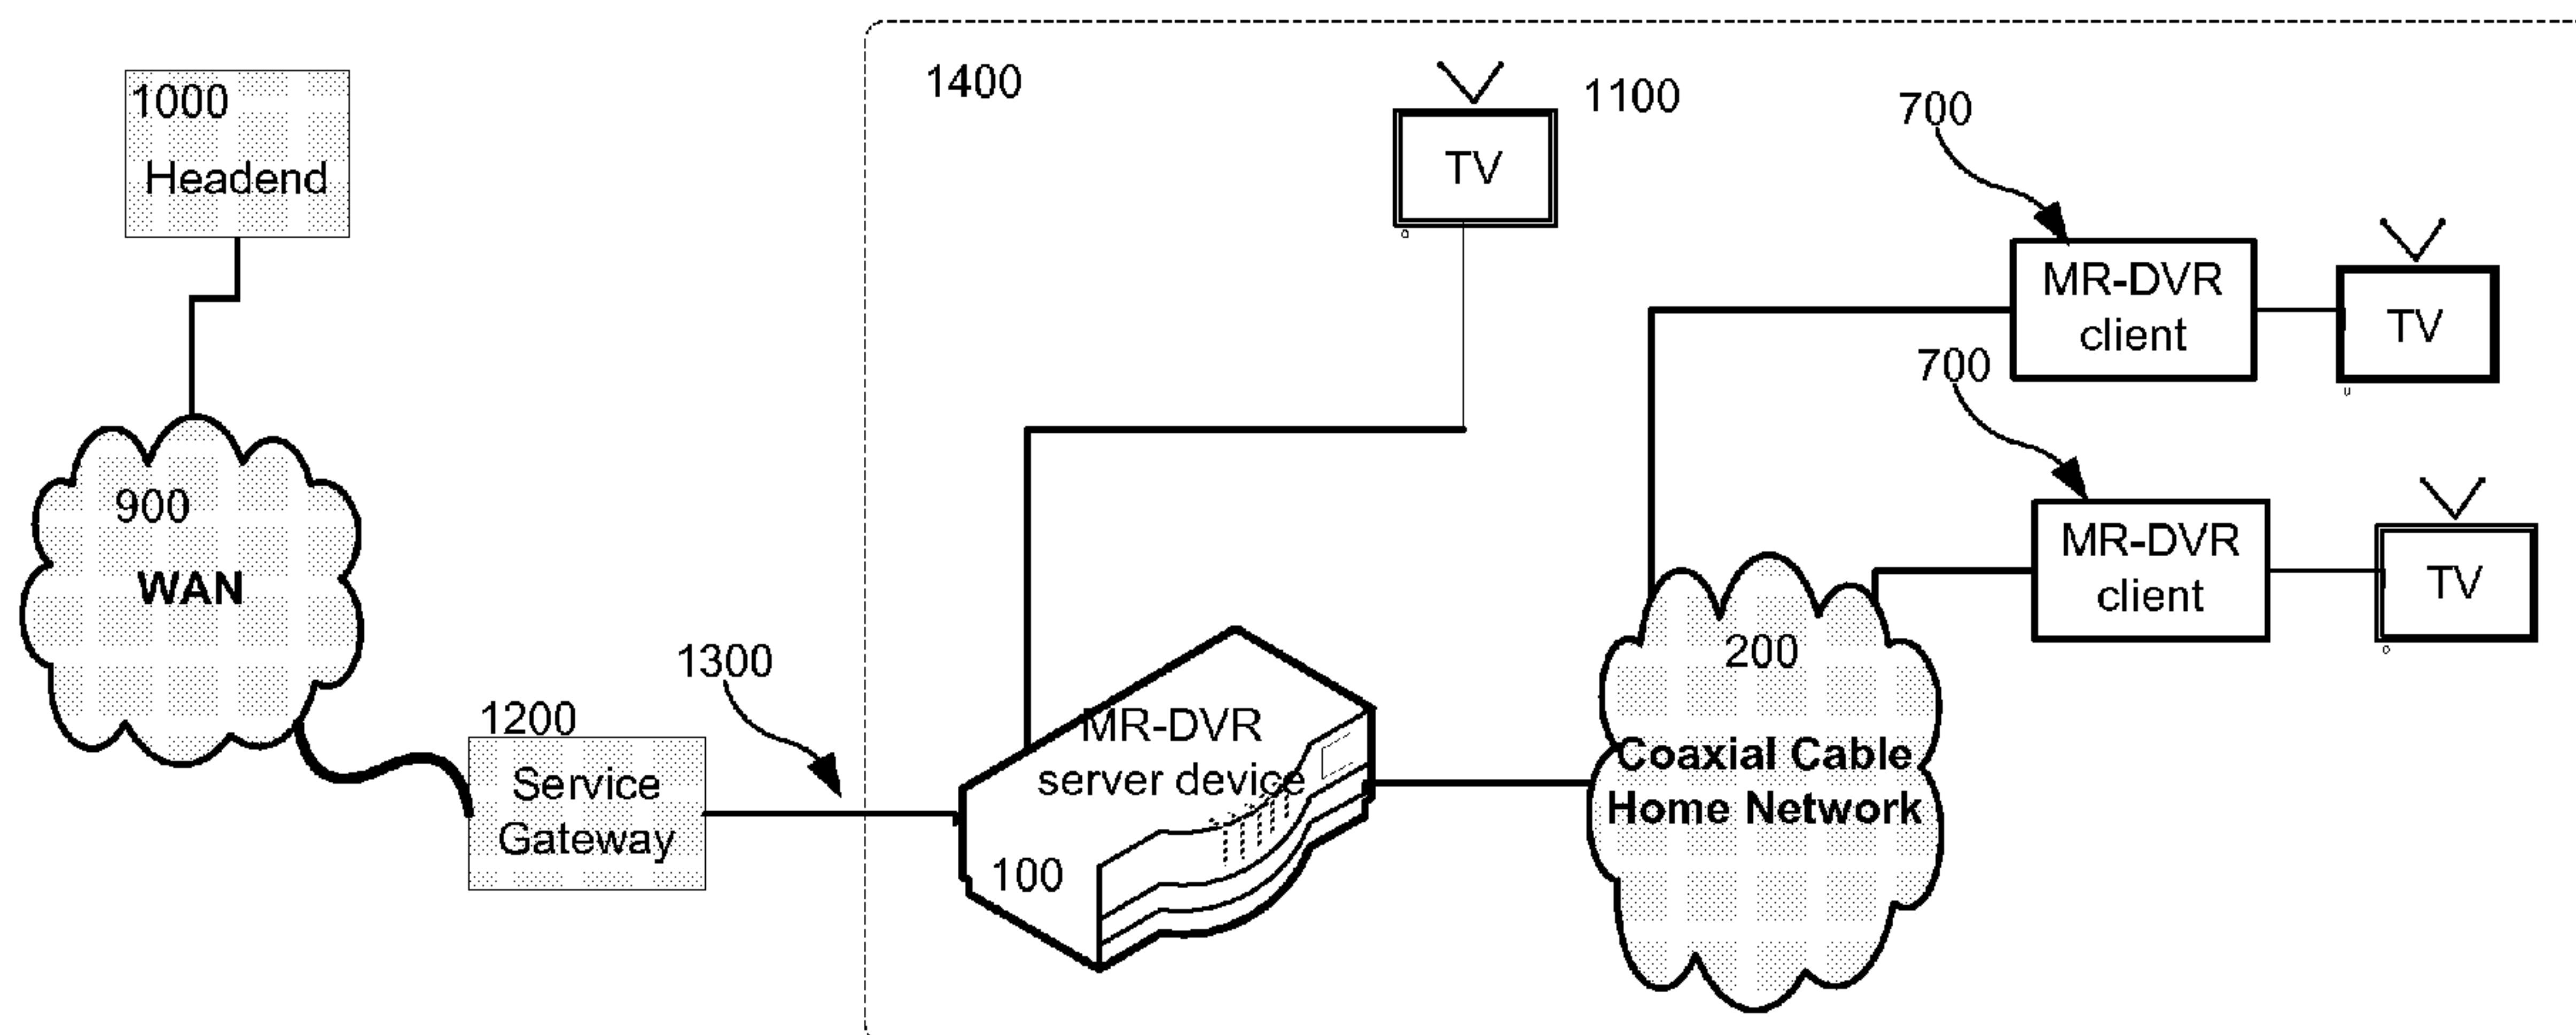 1000
Headend
900
WAN
1200
Service
Gateway
1300
1400
TV
1100
MR-DVR
server device
100
200
Coaxial Cable
Home Network
700
MR-DVR
client
TV
700
MR-DVR
client
TV